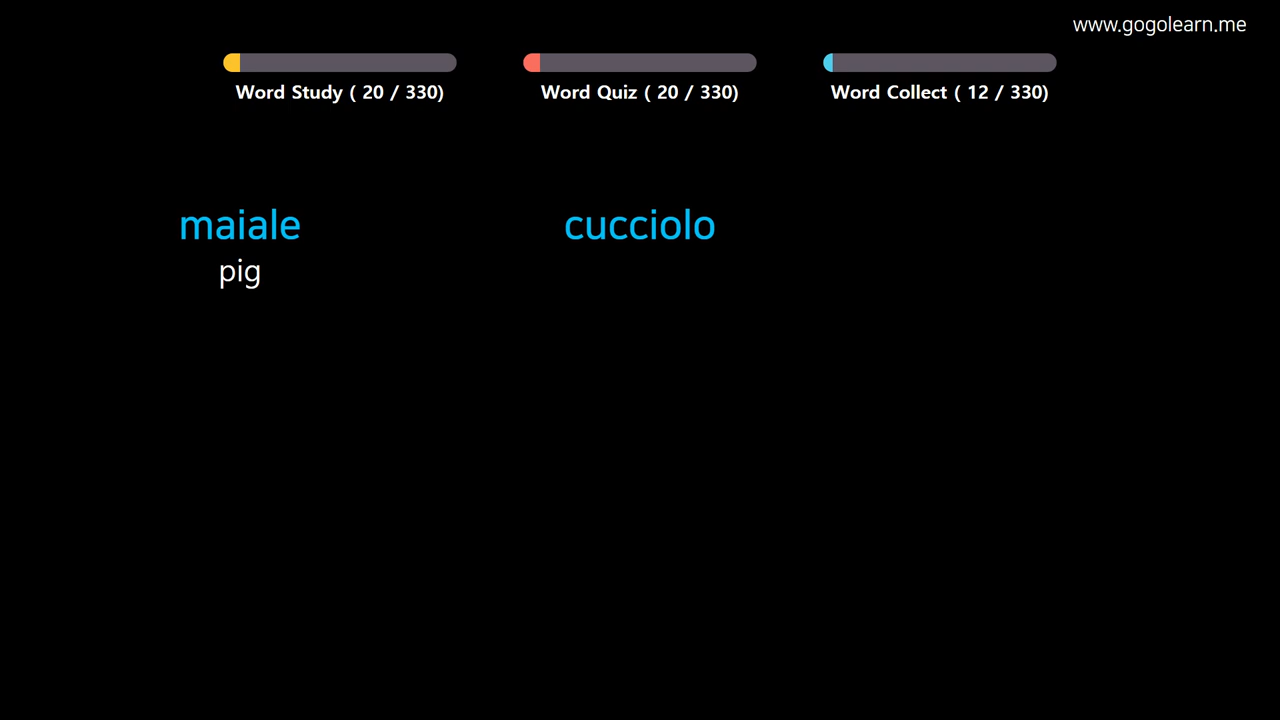 www.gogolearn.me
Word Study ( 20 / 330)
Word Quiz ( 20 / 330)
Word Collect ( 12 / 330)
maiale
pig
cucciolo